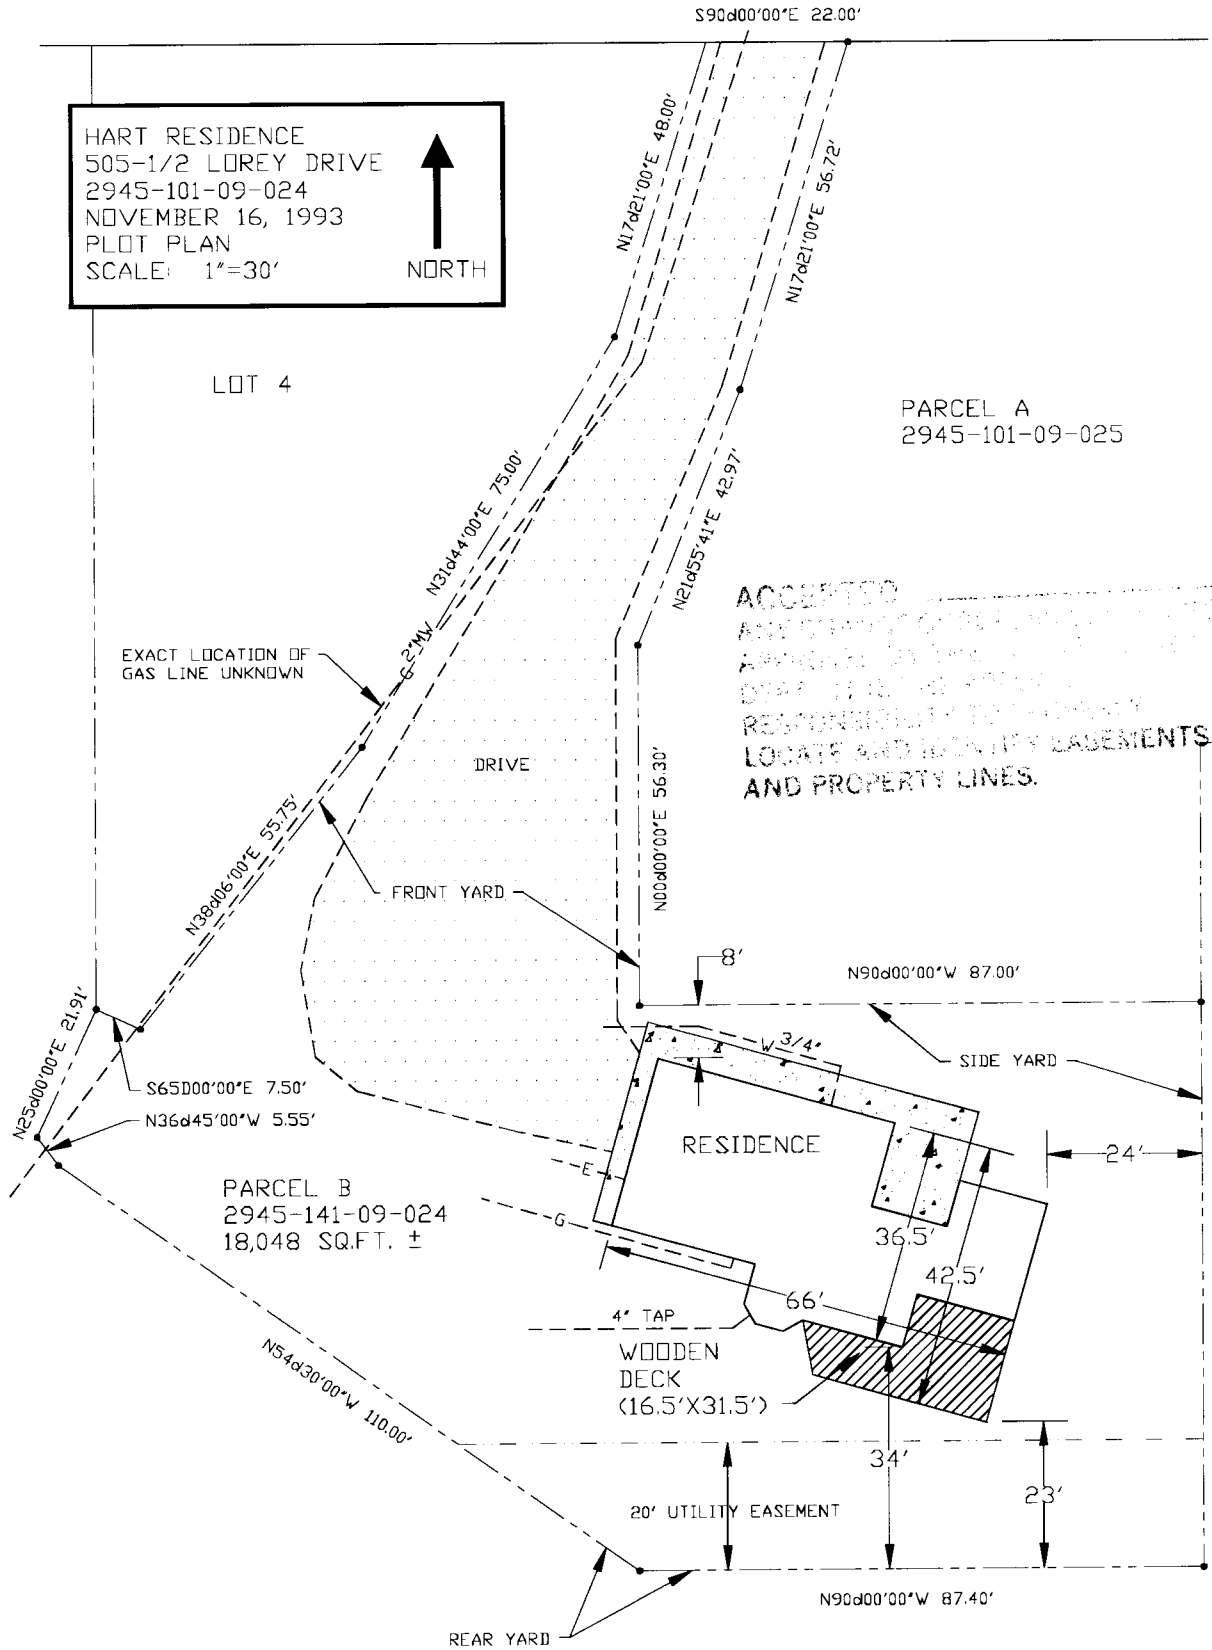 S90d00'00"E 22.00'
HART RESIDENCE
505-1/2 LOREY DRIVE
2945-101-09-024
NOVEMBER 16, 1993
PLOT PLAN
SCALE: 1"=30'
NORTH
N17d21'00"E 48.00'
N17d21'00"E 56.72'
LOT 4
PARCEL A
2945-101-09-025
N31d44'00"E 75.00'
N21d55'41"E 42.97'
ACCEPTED
RESPONSIBILITY TO
LOCATE AND IDENTIFY EASEMENTS
AND PROPERTY LINES.
EXACT LOCATION OF
GAS LINE UNKNOWN
G 2"MW
DRIVE
N38d06'00"E 55.75'
N00d00'00"E 56.30'
FRONT YARD
8'
N90d00'00"W 87.00'
N25d00'00"E 21.91'
W 3/4"
SIDE YARD
S65D00'00"E 7.50'
N36d45'00"W 5.55'
RESIDENCE
24'
E
PARCEL B
2945-141-09-024
18,048 SQ.FT. ±
G
36.5'
42.5'
66'
4" TAP
WOODEN
DECK
(16.5'X31.5')
N54d30'00"W 110.00'
34'
23'
20' UTILITY EASEMENT
N90d00'00"W 87.40'
REAR YARD